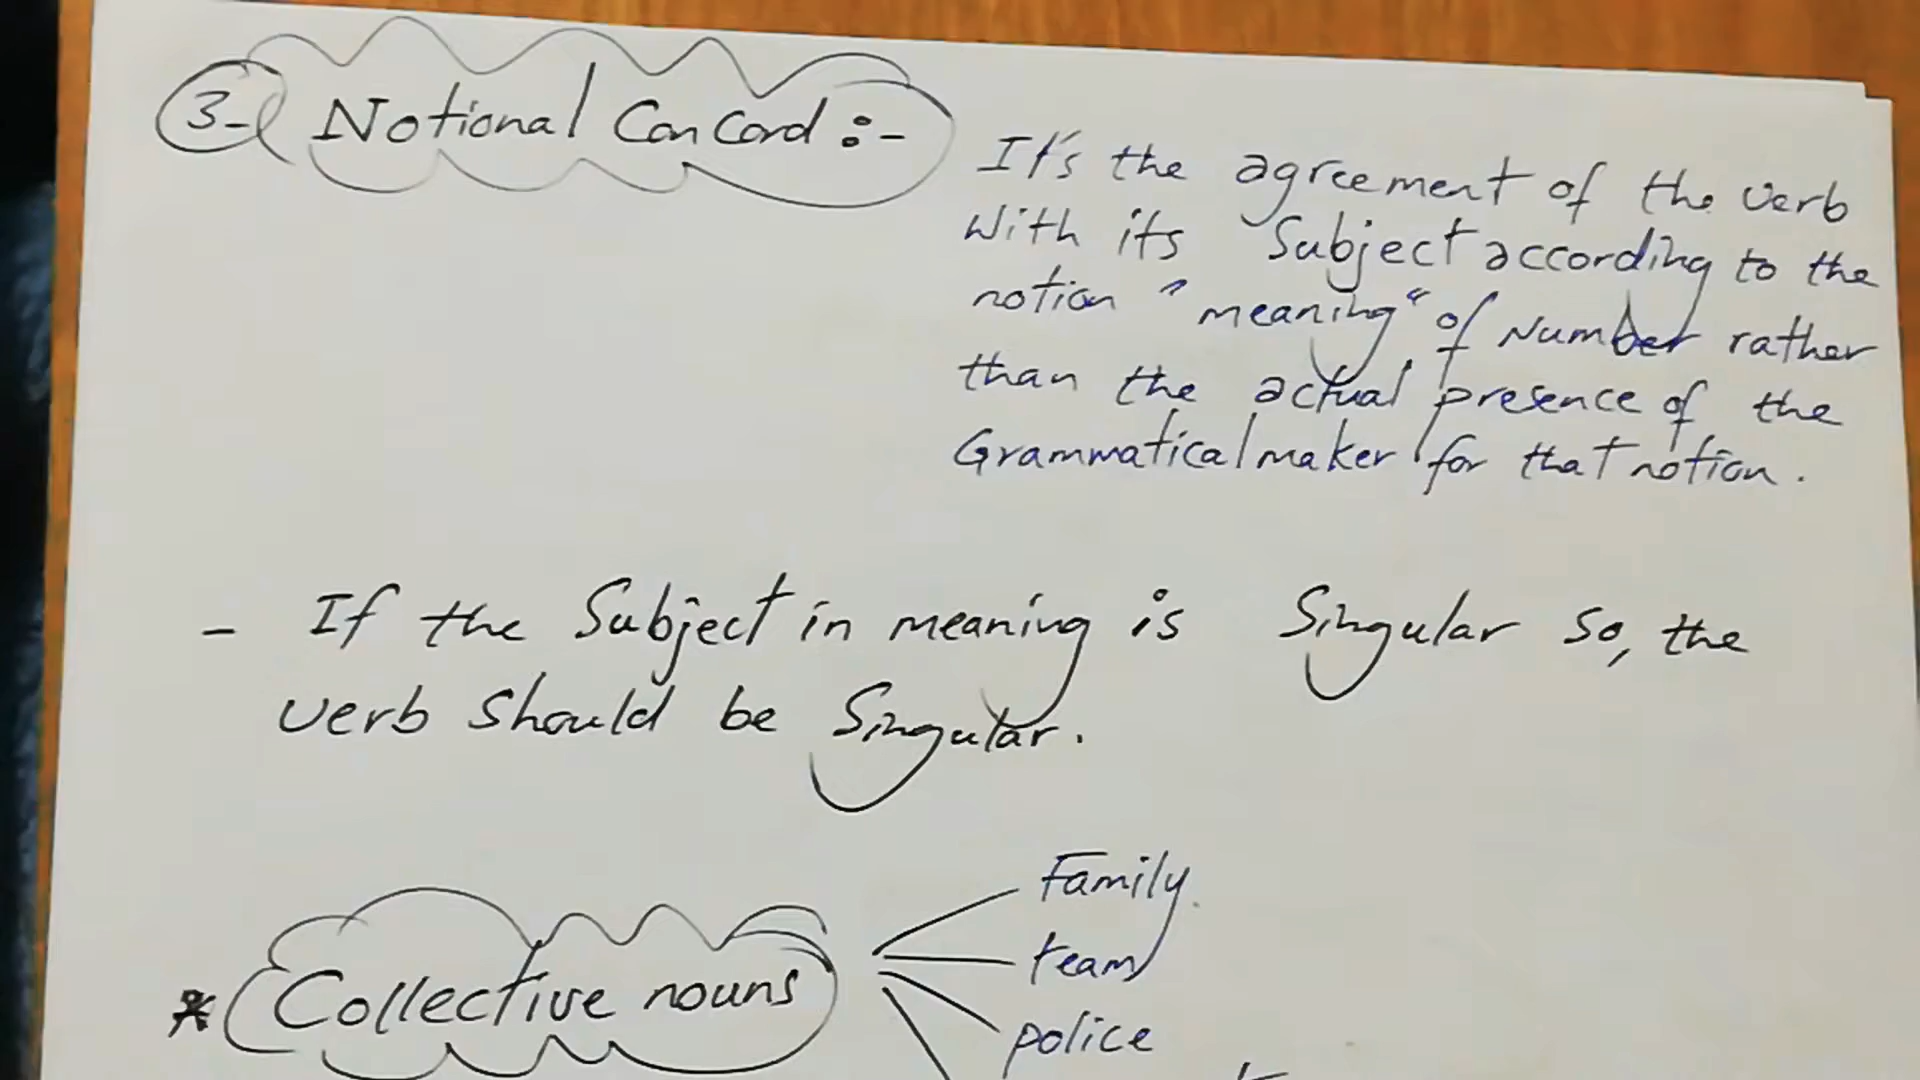 3- Notional Concord :-
It's the agreement of the verb
with its Subject according to the
notion "meaning" of Number rather
than the actual presence of the
Grammatical maker for that notion.
- If the Subject in meaning is Singular so, the
verb should be Singular.
* Collective nouns
Family.
team
police